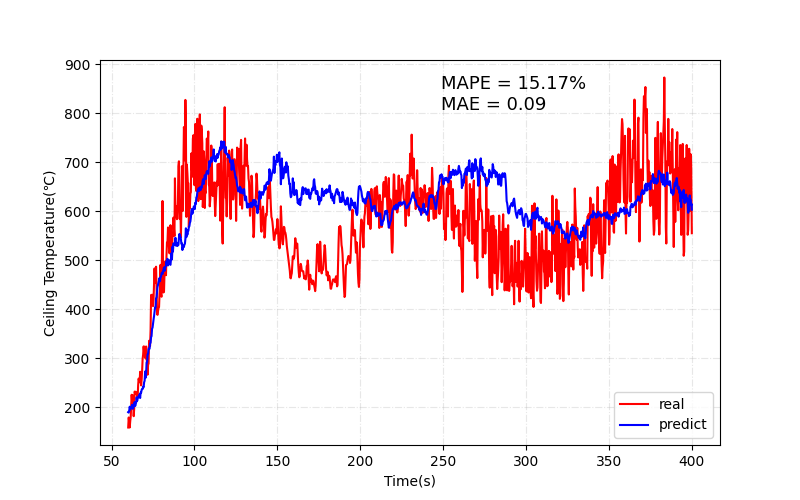 MAPE = 15.17%
MAE = 0.09
900
800
700
600
500
400
300
200
Ceiling Temperature(℃)
50 100 150 200 250 300 350 400
Time(s)
real
predict